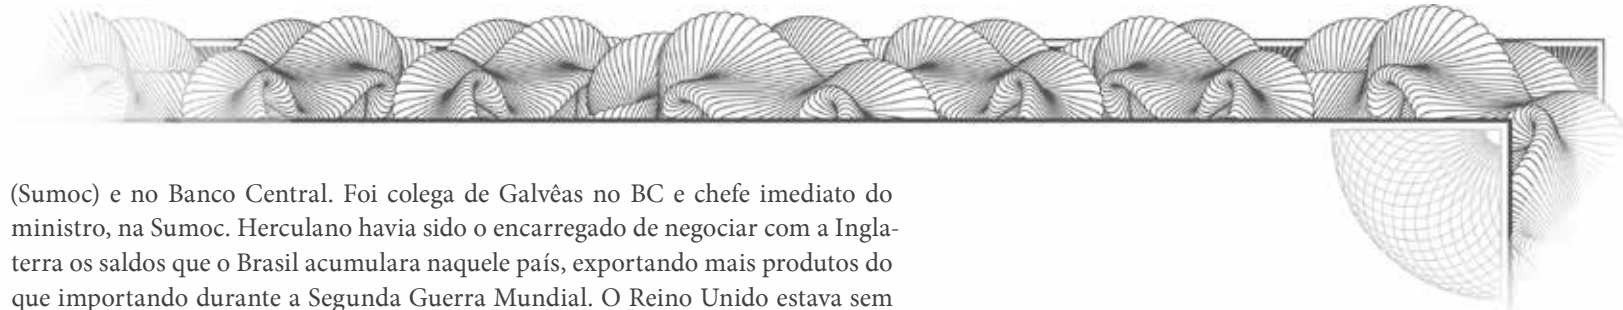 (Sumoc) e no Banco Central. Foi colega de Galvêas no BC e chefe imediato do
ministro, na Sumoc. Herculano havia sido o encarregado de negociar com a Ingla-
terra os saldos que o Brasil acumulara naquele país, exportando mais produtos do
que importando durante a Segunda Guerra Mundial. O Reino Unido estava sem